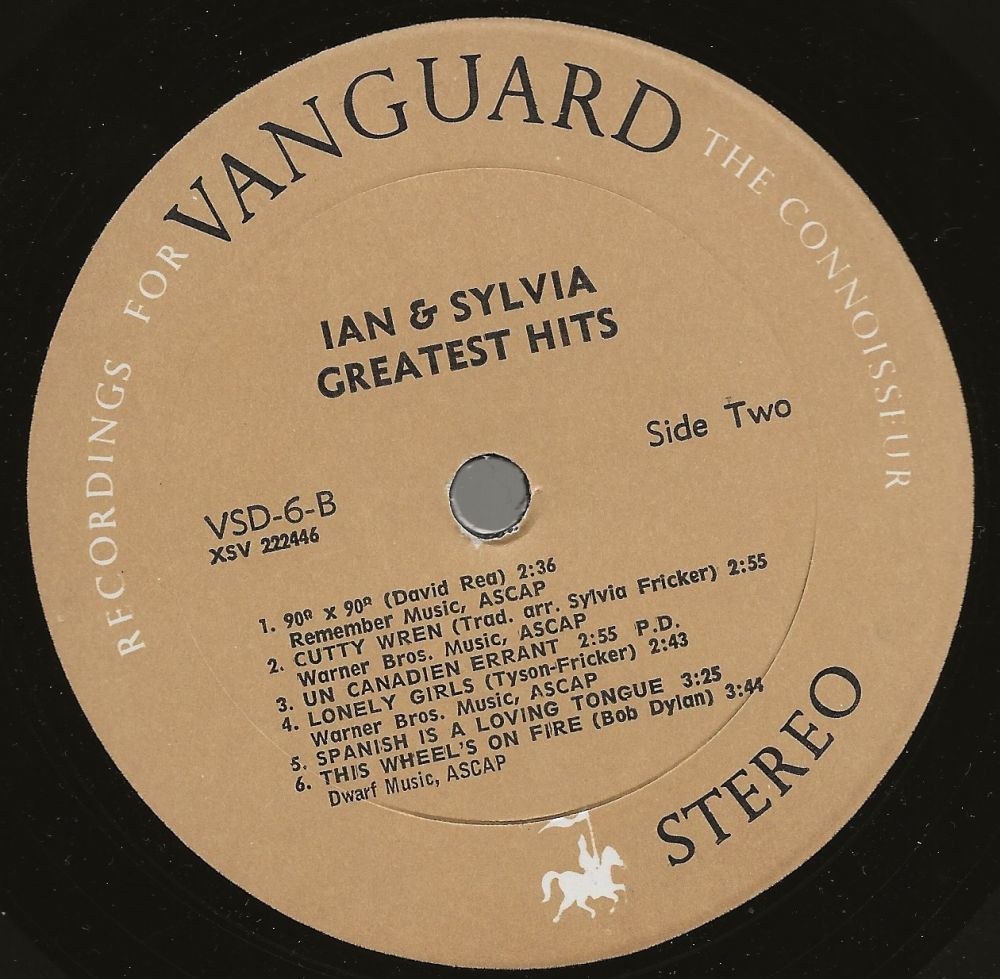 RECORDINGS FOR VANGUARD THE CONNOISSEUR
IAN & SYLVIA
GREATEST HITS
Side Two
VSD-6-B
XSV 222446
1. 90º X 90º (David Rea) 2:36
Remember Music, ASCAP
2. CUTTY WREN (Trad. arr. Sylvia Fricker) 2:55
Warner Bros. Music, ASCAP
3. UN CANADIEN ERRANT 2:55 P.D.
4. LONELY GIRLS (Tyson-Fricker) 2:43
Warner Bros. Music, ASCAP
5. SPANISH IS A LOVING TONGUE 3:25
6. THIS WHEEL'S ON FIRE (Bob Dylan) 3:44
Dwarf Music, ASCAP
STEREO